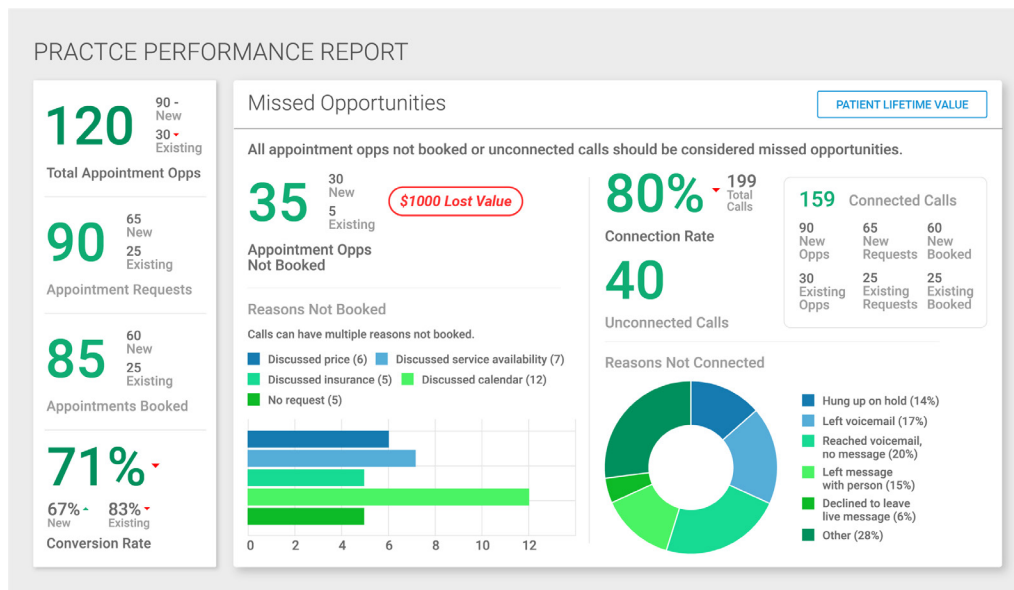 PRACTCE PERFORMANCE REPORT
120
90 -
New
30
Existing
Total Appointment Opps
90
65
New
25
Existing
Appointment Requests
85
60
New
25
Existing
Appointments Booked
71%
67%
New
83%
Existing
Conversion Rate
Missed Opportunities
PATIENT LIFETIME VALUE
All appointment opps not booked or unconnected calls should be considered missed opportunities.
35
30
New
5
Existing
$1000 Lost Value
Appointment Opps
Not Booked
Reasons Not Booked
Calls can have multiple reasons not booked.
Discussed price (6)
Discussed service availability (7)
Discussed insurance (5)
Discussed calendar (12)
No request (5)
0 2 4 6 8 10 12
80%
199
Total
Calls
Connection Rate
40
Unconnected Calls
159 Connected Calls
90
New
Opps
65
New
Requests
60
New
Booked
30
Existing
Opps
25
Existing
Requests
25
Existing
Booked
Reasons Not Connected
Hung up on hold (14%)
Left voicemail (17%)
Reached voicemail,
no message (20%)
Left message
with person (15%)
Declined to leave
live message (6%)
Other (28%)